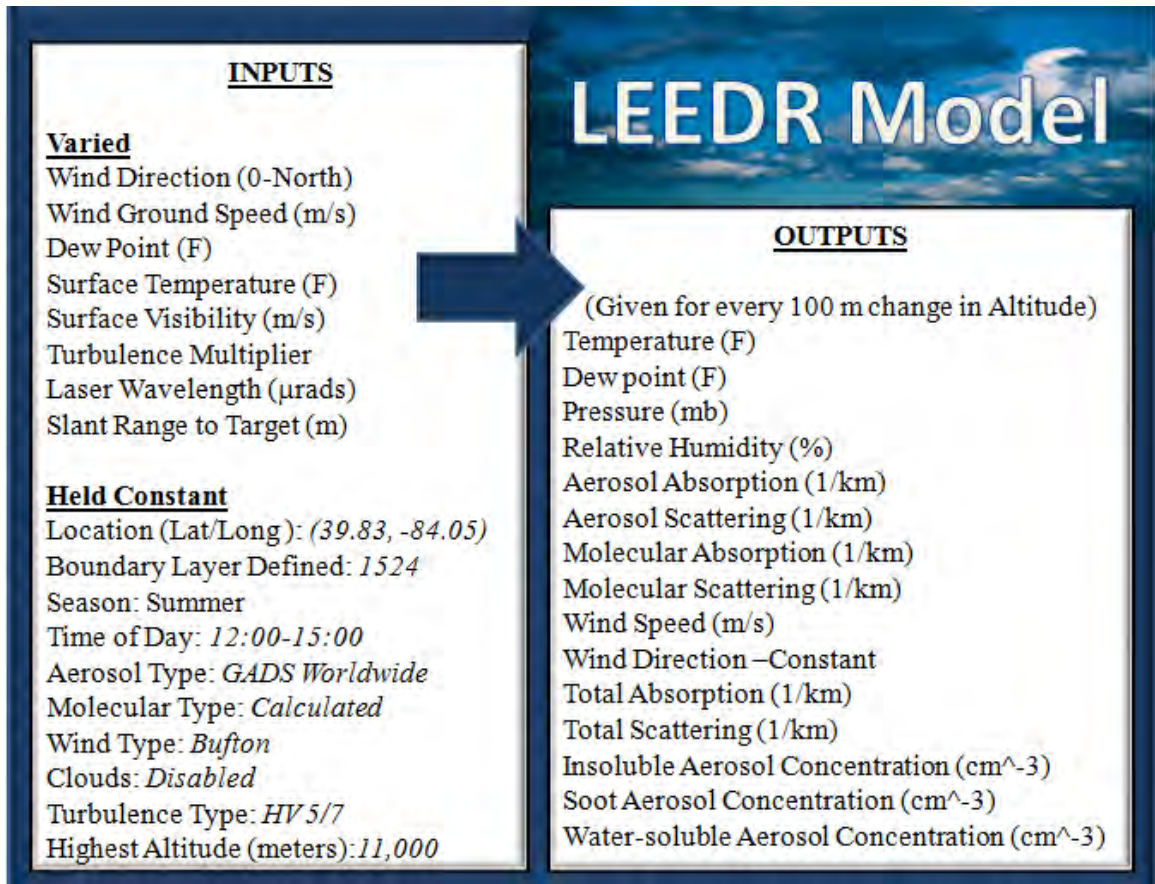 LEEDR Model
INPUTS
Varied
Wind Direction (0-North)
Wind Ground Speed (m/s)
Dew Point (F)
Surface Temperature (F)
Surface Visibility (m/s)
Turbulence Multiplier
Laser Wavelength (µrads)
Slant Range to Target (m)
Held Constant
Location (Lat/Long ): (39.83, -84.05)
Boundary Layer Defined: 1524
Season: Summer
Time of Day: 12:00-15:00
Aerosol Type: GADS Worldwide
Molecular Type: Calculated
Wind Type: Bufton
Clouds: Disabled
Turbulence Type: HV 5/7
Highest Altitude (meters):11,000
OUTPUTS
(Given for every 100 m change in Altitude)
Temperature (F)
Dew point (F)
Pressure (mb)
Relative Humidity (%)
Aerosol Absorption (1/km)
Aerosol Scattering (1/km)
Molecular Absorption (1/km)
Molecular Scattering (1/km)
Wind Speed (m/s)
Wind Direction –Constant
Total Absorption (1/km)
Total Scattering (1/km)
Insoluble Aerosol Concentration (cm^-3)
Soot Aerosol Concentration (cm^-3)
Water-soluble Aerosol Concentration (cm^-3)